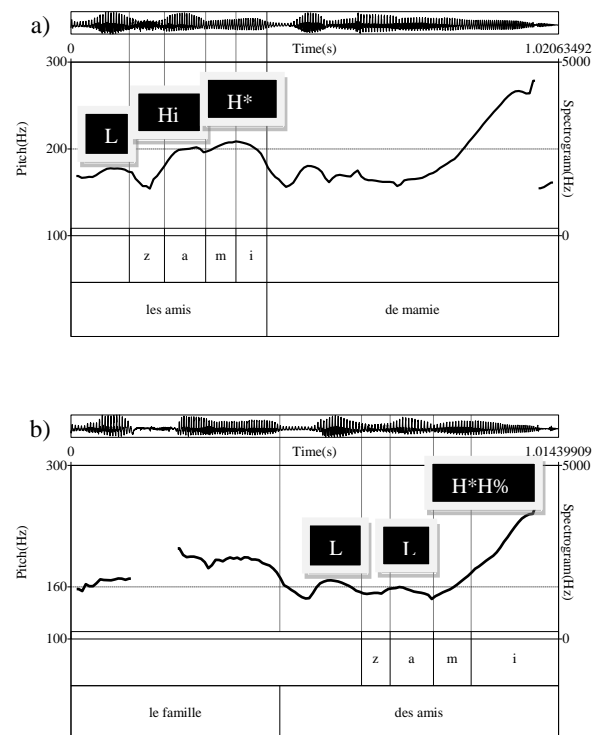 a)
0 Time(s) 1.02063492
300 5000
L Hi H*
Pitch(Hz) 200 Spectrogram(Hz)
100 0
z a m i
les amis de mamie
b)
0 Time(s) 1.01439909
300 5000
H*H%
L L
Pitch(Hz) 160 Spectrogram(Hz)
100 0
z a m i
le famille des amis